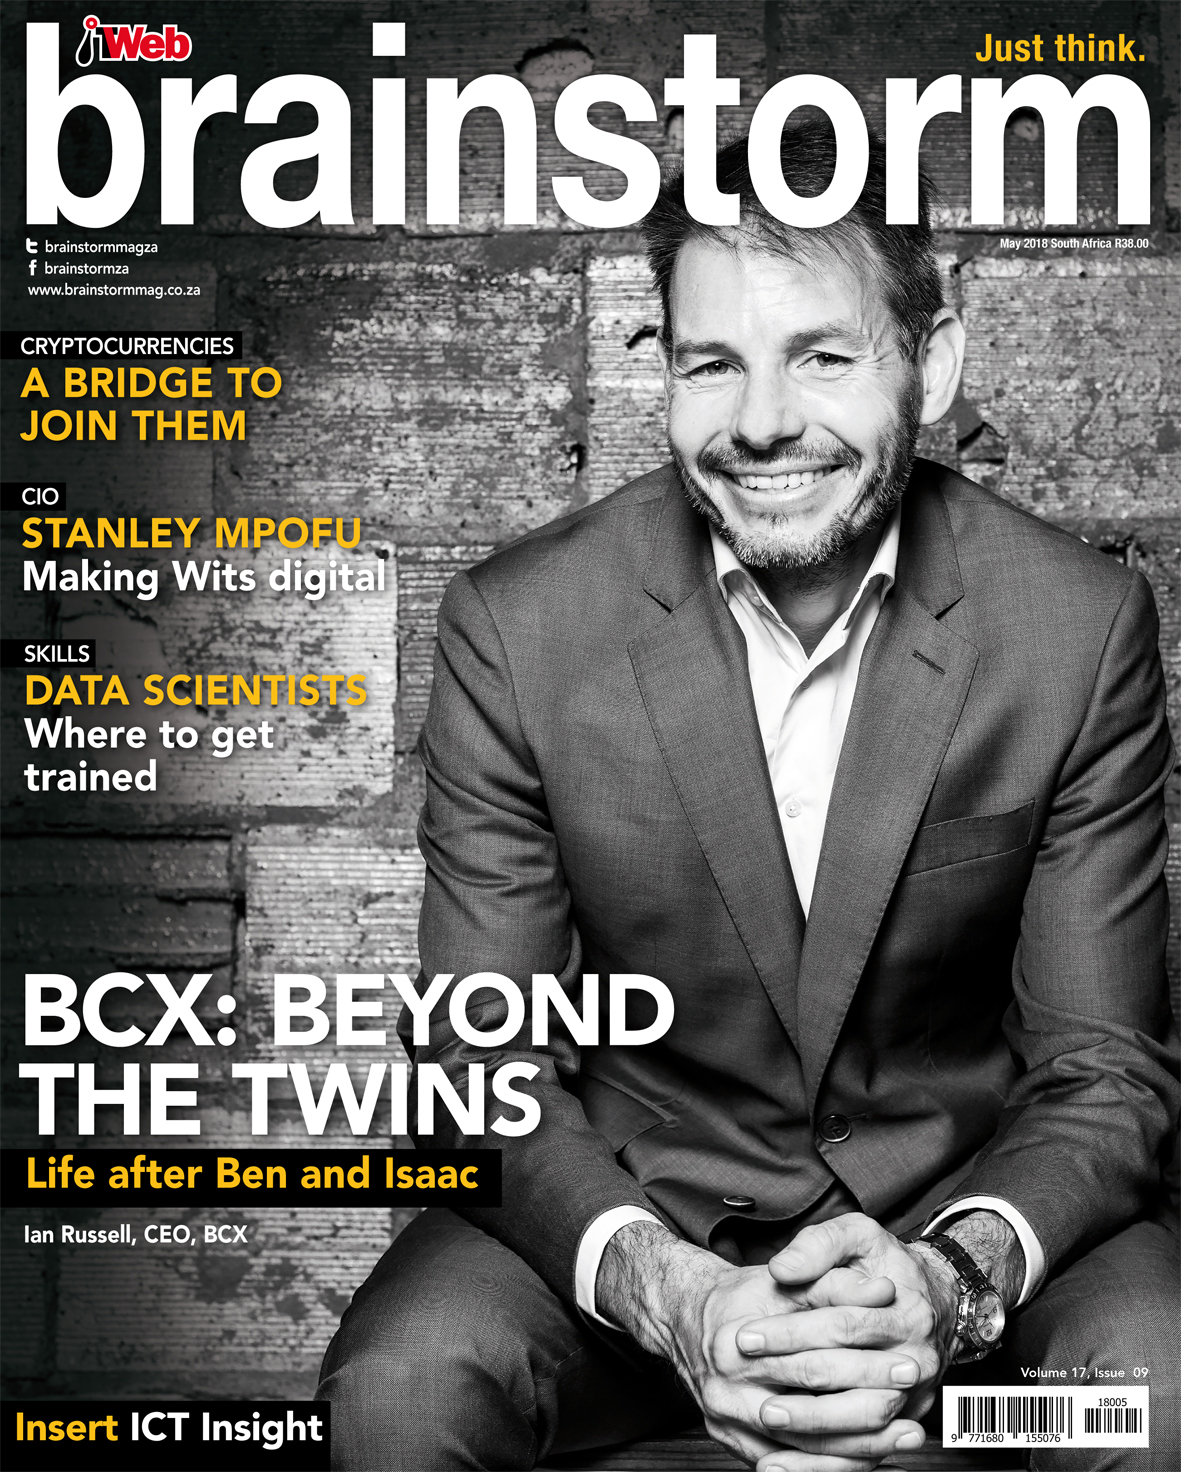 iWeb
Just think.
brainstorm
brainstormmagza
brainstormza
www.brainstormmag.co.za
May 2018 South Africa R38.00
CRYPTOCURRENCIES
A BRIDGE TO
JOIN THEM
CIO
STANLEY MPOFU
Making Wits digital
SKILLS
DATA SCIENTISTS
Where to get
trained
BCX: BEYOND
THE TWINS
Life after Ben and Isaac
Ian Russell, CEO, BCX
Insert ICT Insight
Volume 17, Issue 09
18005
9 771680 155076